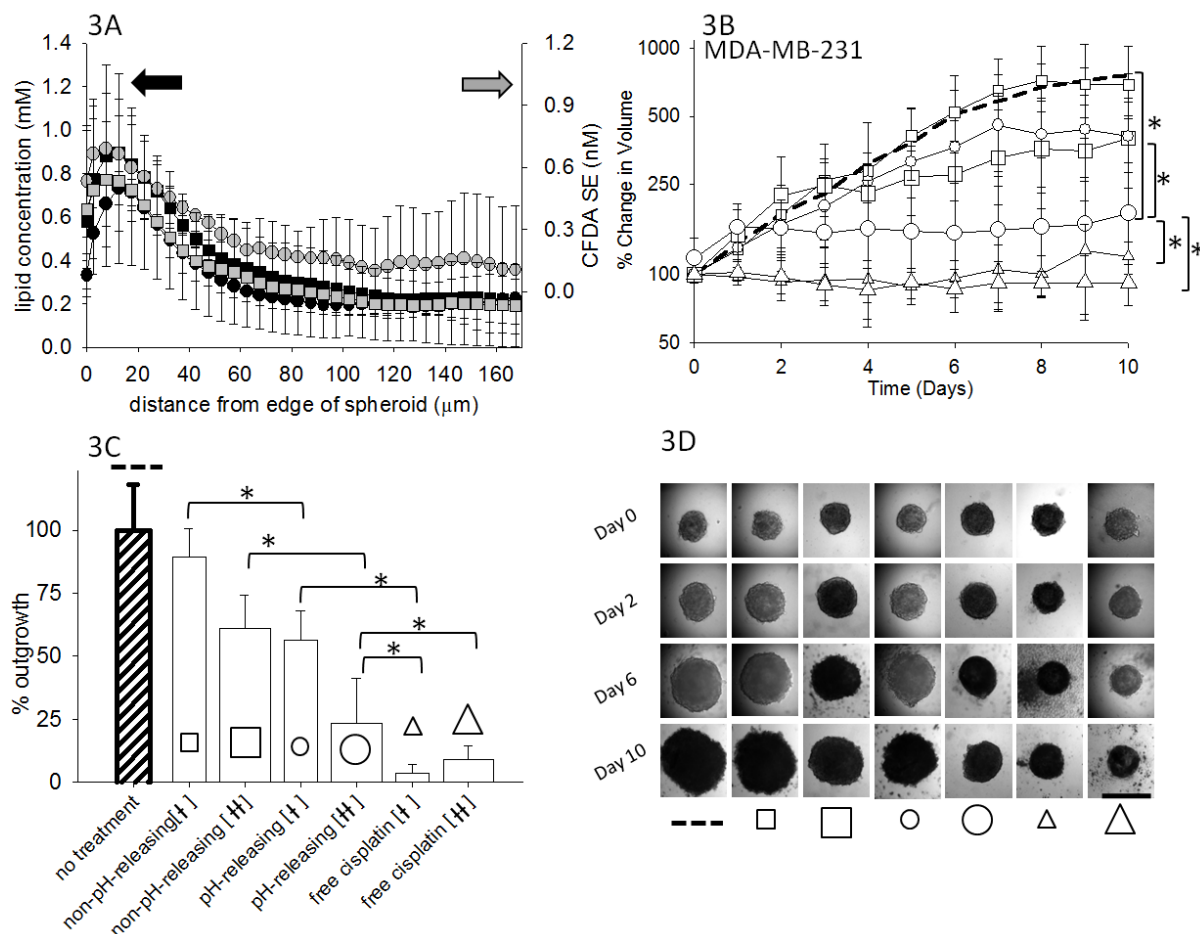 3A
1.4
1.2
1.0
0.8
0.6
0.4
0.2
0.0
lipid concentration (mM)
0 20 40 60 80 100 120 140 160
distance from edge of spheroid (μm)
1.2
0.9
0.6
0.3
0.0
CFDA SE (nM)
3B
MDA-MB-231
1000
500
250
100
50
% Change in Volume
0 2 4 6 8 10
Time (Days)
*
*
*
*
3C
100
75
50
25
0
% outgrowth
*
*
*
*
*
no treatment
non-pH-releasing[ƚ]
non-pH-releasing [ƚƚ]
pH-releasing [ƚ]
pH-releasing [ƚƚ]
free cisplatin [ƚ]
free cisplatin [ƚƚ]
3D
Day 0
Day 2
Day 6
Day 10